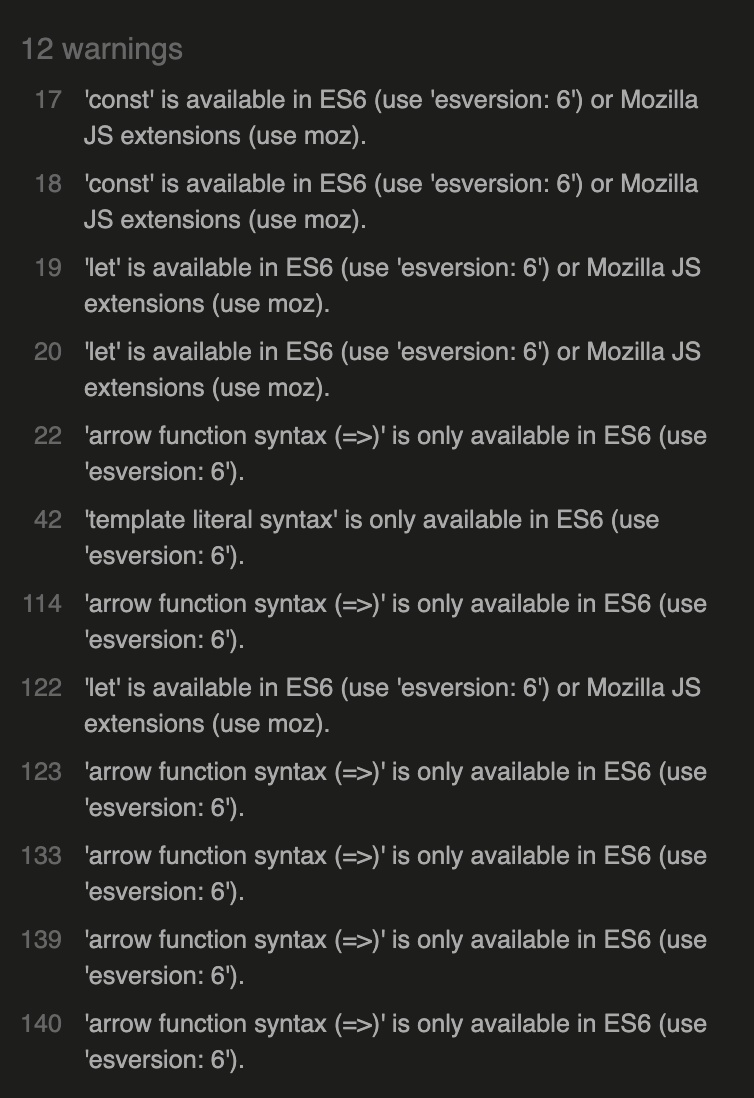 12 warnings
17 'const' is available in ES6 (use 'esversion: 6') or Mozilla
JS extensions (use moz).
18 'const' is available in ES6 (use 'esversion: 6') or Mozilla
JS extensions (use moz).
19 'let' is available in ES6 (use 'esversion: 6') or Mozilla JS
extensions (use moz).
20 'let' is available in ES6 (use 'esversion: 6') or Mozilla JS
extensions (use moz).
22 'arrow function syntax (=>)' is only available in ES6 (use
'esversion: 6').
42 'template literal syntax' is only available in ES6 (use
'esversion: 6').
114 'arrow function syntax (=>)' is only available in ES6 (use
'esversion: 6').
122 'let' is available in ES6 (use 'esversion: 6') or Mozilla JS
extensions (use moz).
123 'arrow function syntax (=>)' is only available in ES6 (use
'esversion: 6').
133 'arrow function syntax (=>)' is only available in ES6 (use
'esversion: 6').
139 'arrow function syntax (=>)' is only available in ES6 (use
'esversion: 6').
140 'arrow function syntax (=>)' is only available in ES6 (use
'esversion: 6').